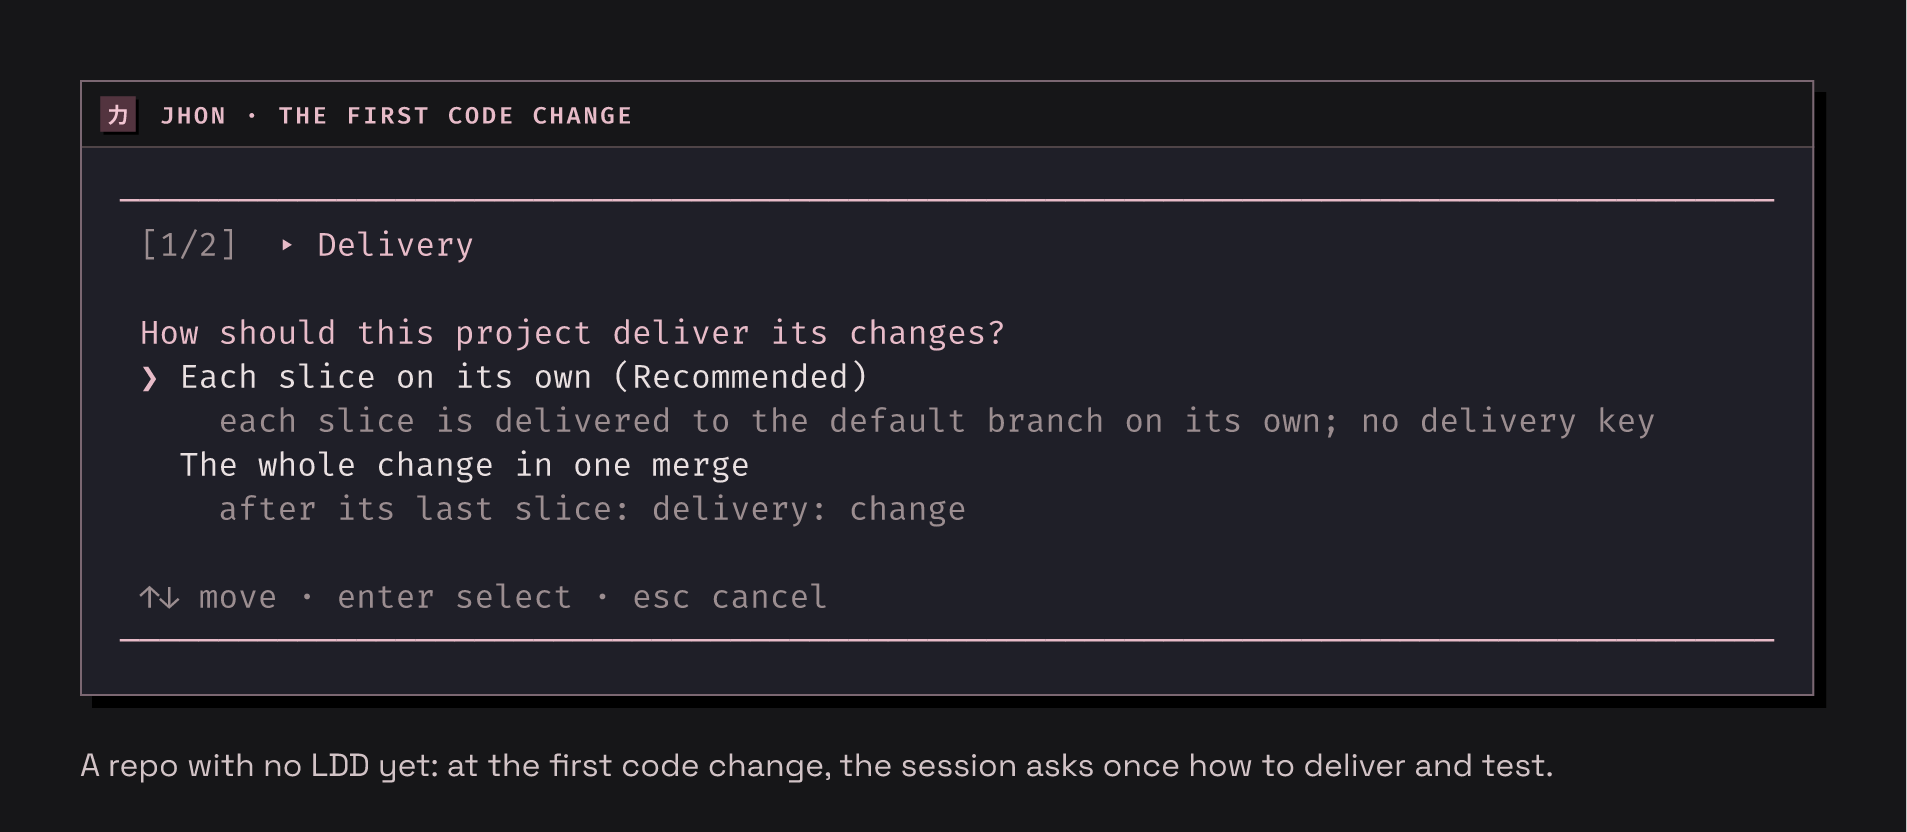 力 JHON · THE FIRST CODE CHANGE
[1/2] ▸ Delivery
How should this project deliver its changes?
❯ Each slice on its own (Recommended)
each slice is delivered to the default branch on its own; no delivery key
The whole change in one merge
after its last slice: delivery: change
↑↓ move · enter select · esc cancel
A repo with no LDD yet: at the first code change, the session asks once how to deliver and test.